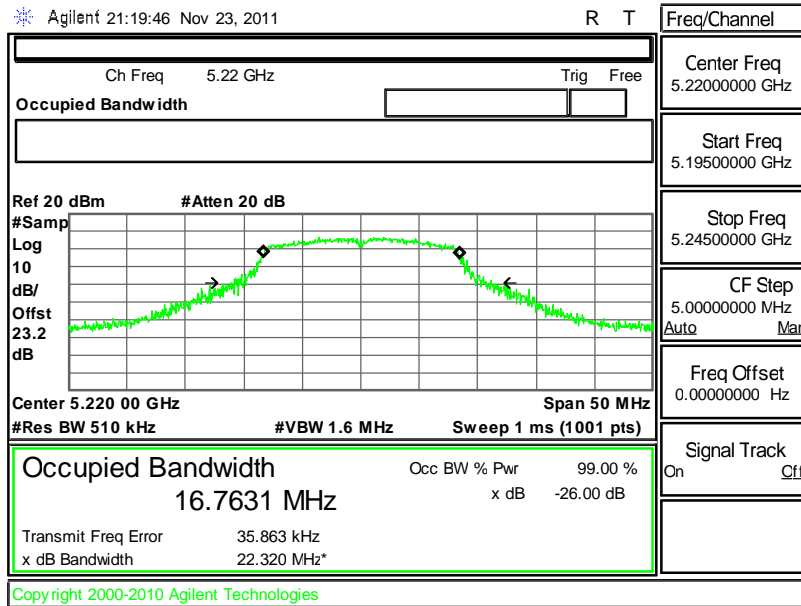 Agilent 21:19:46 Nov 23, 2011 R T
Freq/Channel
Ch Freq 5.22 GHz Trig Free
Occupied Bandwidth
Center Freq
5.22000000 GHz
Start Freq
5.19500000 GHz
Stop Freq
5.24500000 GHz
CF Step
5.00000000 MHz
Auto Man
Freq Offset
0.00000000 Hz
Signal Track
On Off
Ref 20 dBm #Atten 20 dB
#Samp
Log
10
dB/
Offst
23.2
dB
Center 5.220 00 GHz Span 50 MHz
#Res BW 510 kHz #VBW 1.6 MHz Sweep 1 ms (1001 pts)
Occupied Bandwidth
16.7631 MHz
Occ BW % Pwr 99.00 %
x dB -26.00 dB
Transmit Freq Error 35.863 kHz
x dB Bandwidth 22.320 MHz*
Copyright 2000-2010 Agilent Technologies